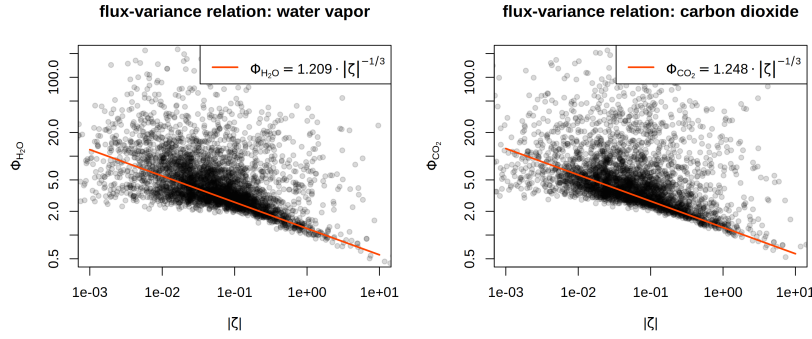 flux-variance relation: water vapor
Φ_H₂O = 1.209 · |ζ|^−1/3
Φ_H₂O
100.0
20.0
5.0
2.0
0.5
1e-03 1e-02 1e-01 1e+00 1e+01
|ζ|
flux-variance relation: carbon dioxide
Φ_CO₂ = 1.248 · |ζ|^−1/3
Φ_CO₂
100.0
20.0
5.0
2.0
0.5
1e-03 1e-02 1e-01 1e+00 1e+01
|ζ|